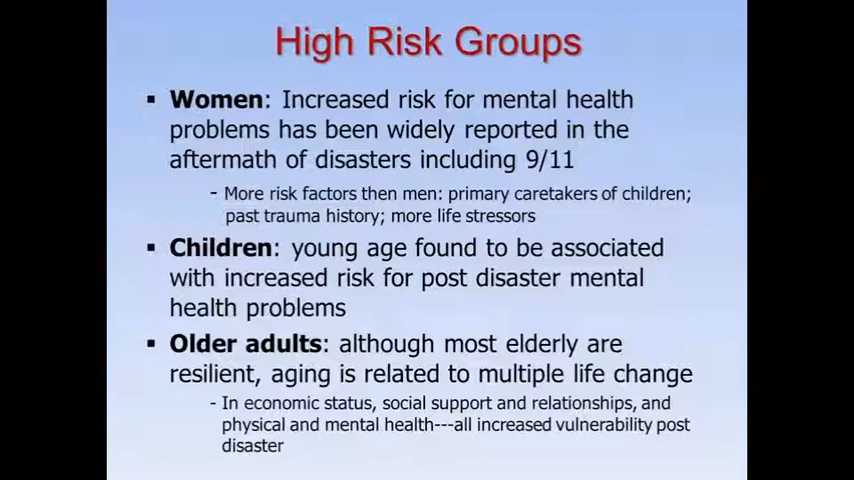 High Risk Groups
▪ Women: Increased risk for mental health
problems has been widely reported in the
aftermath of disasters including 9/11
- More risk factors then men: primary caretakers of children;
past trauma history; more life stressors
▪ Children: young age found to be associated
with increased risk for post disaster mental
health problems
▪ Older adults: although most elderly are
resilient, aging is related to multiple life change
- In economic status, social support and relationships, and
physical and mental health---all increased vulnerability post
disaster